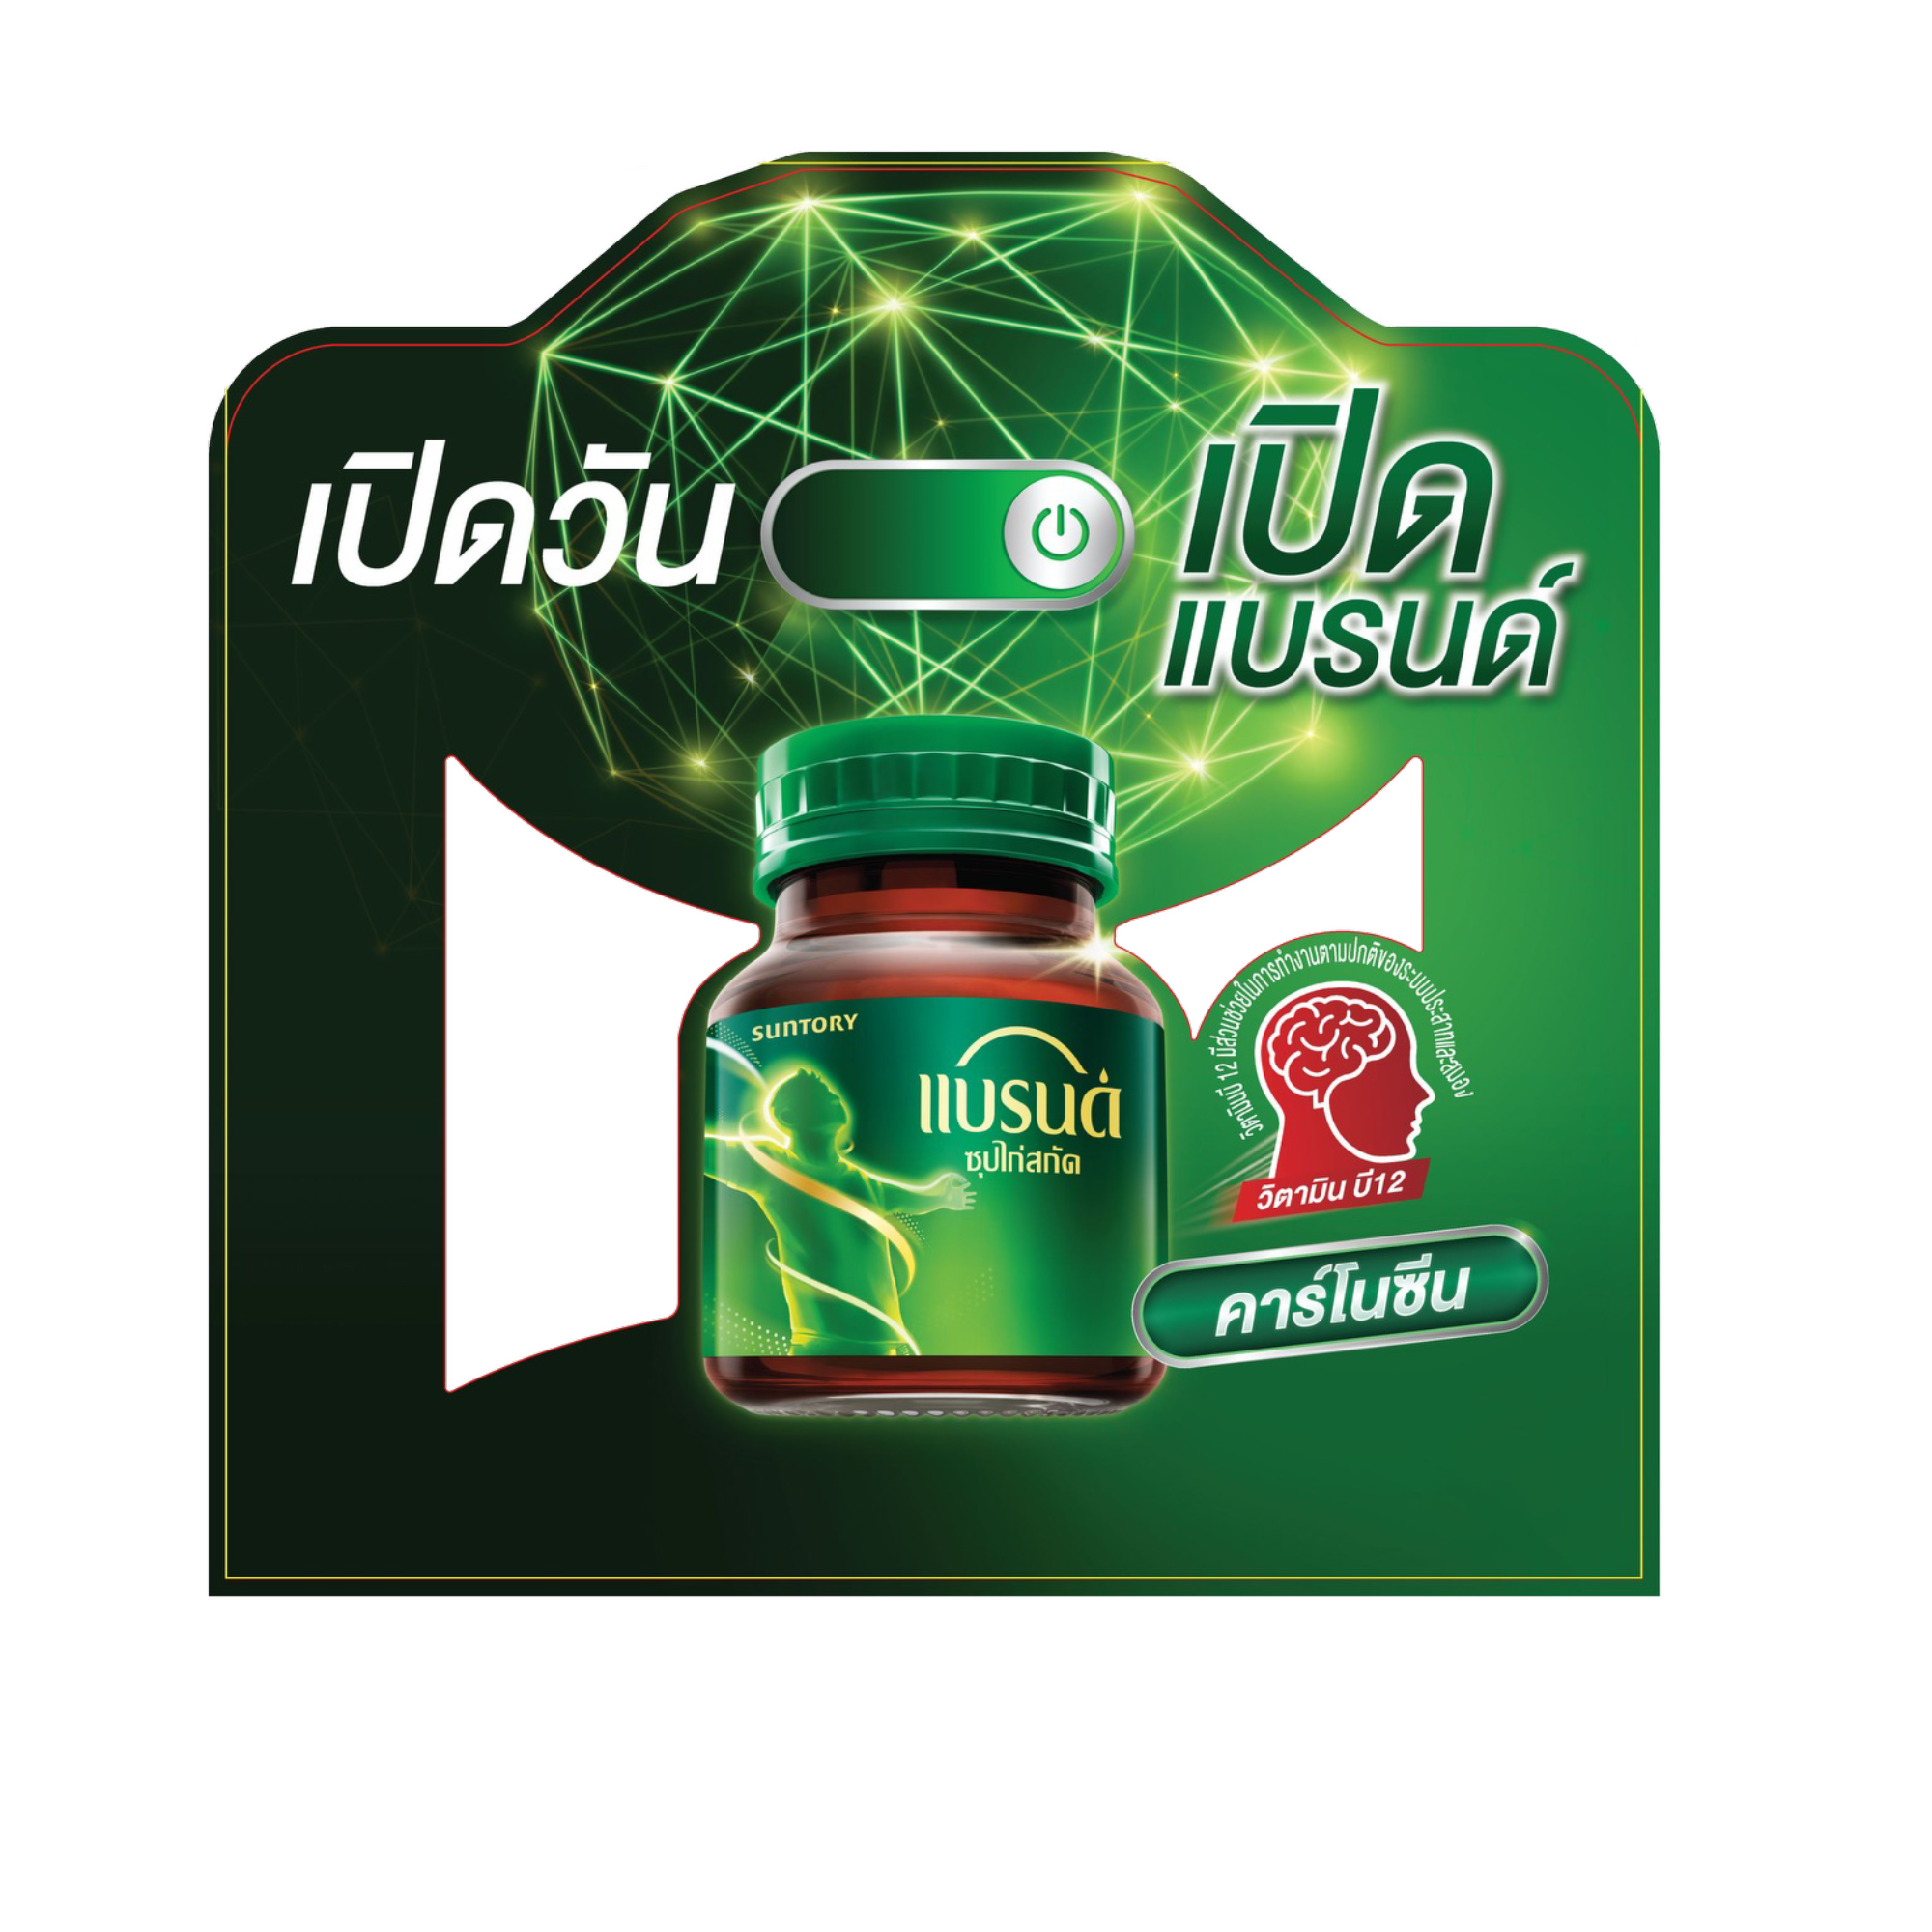 เปิดวัน
เปิด
แบรนด์
SUNTORY
แบรนด์
ซุปไก่สกัด
วิตามินบี 12 มีส่วนช่วยในการทำงานตามปกติของระบบประสาทและสมอง
วิตามิน บี12
คาร์โนซีน